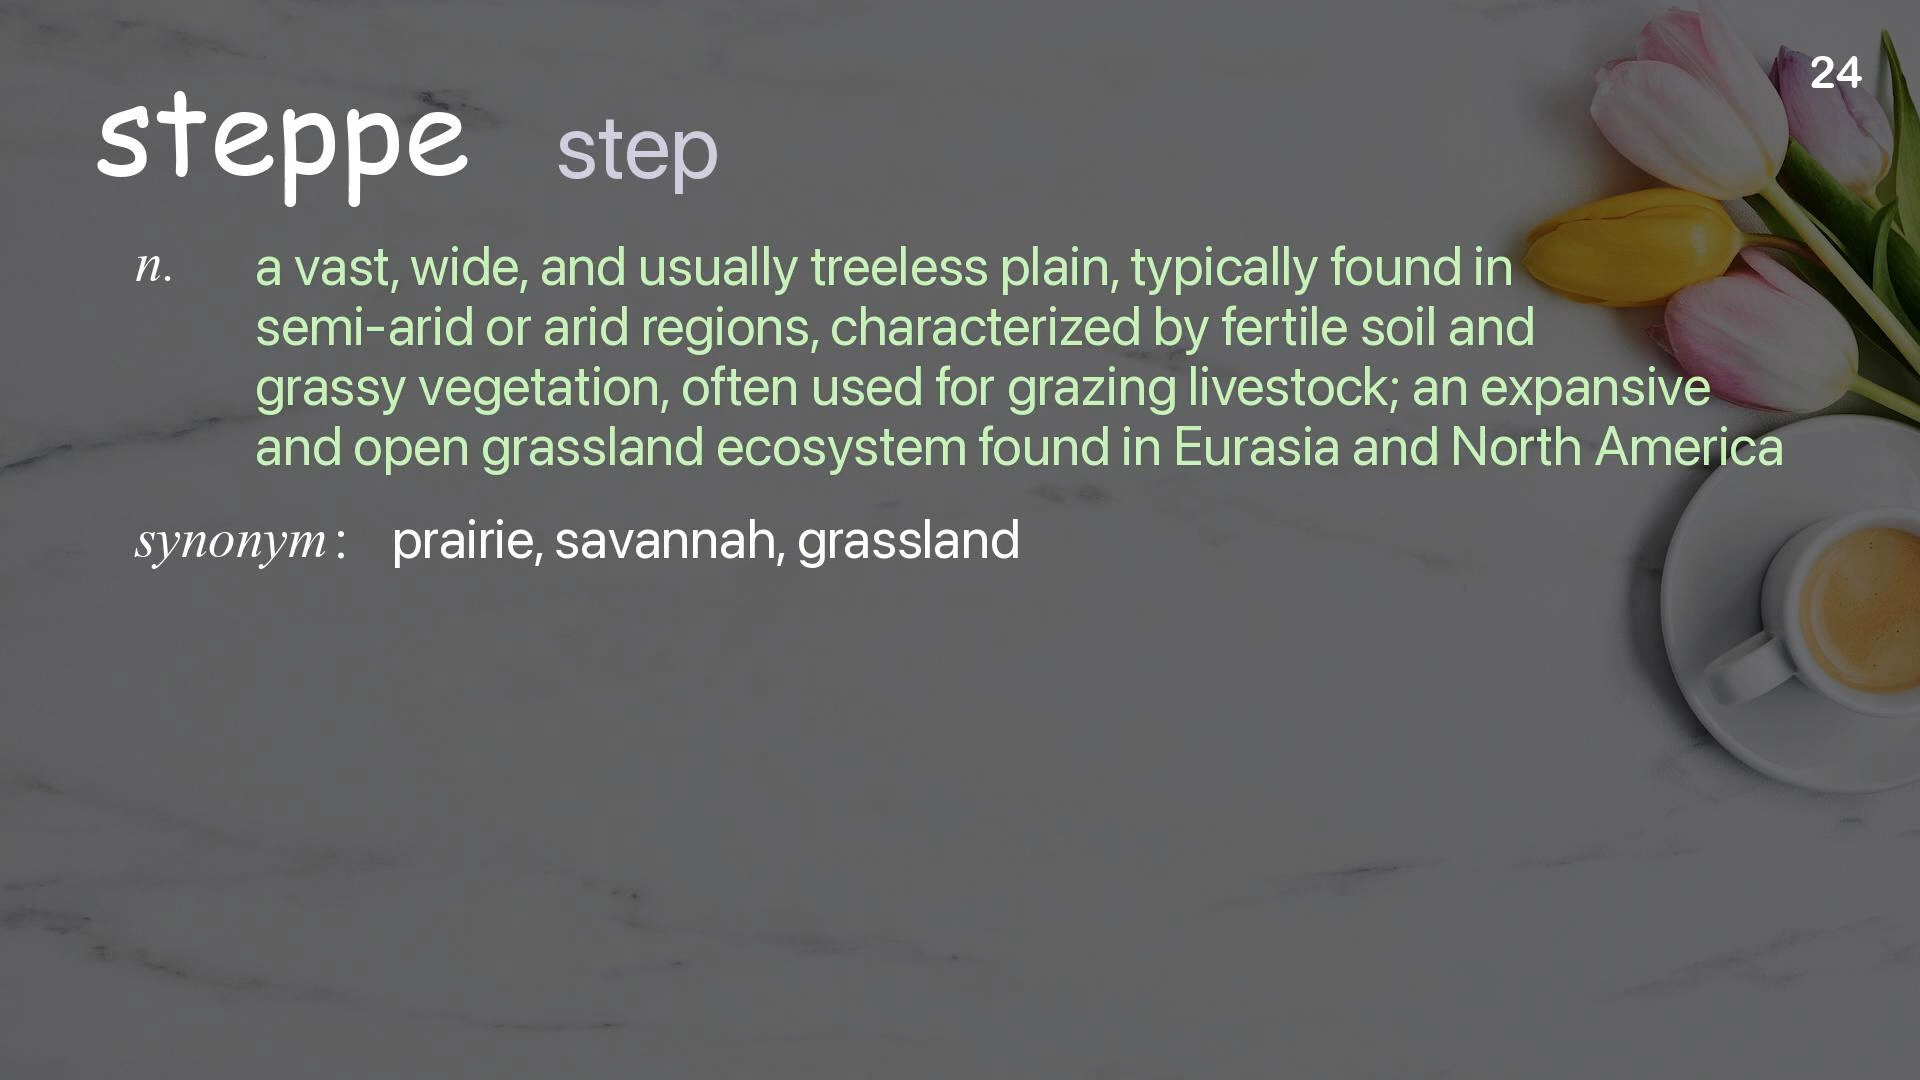 24
steppe step
n. a vast, wide, and usually treeless plain, typically found in
semi-arid or arid regions, characterized by fertile soil and
grassy vegetation, often used for grazing livestock; an expansive
and open grassland ecosystem found in Eurasia and North America
synonym : prairie, savannah, grassland